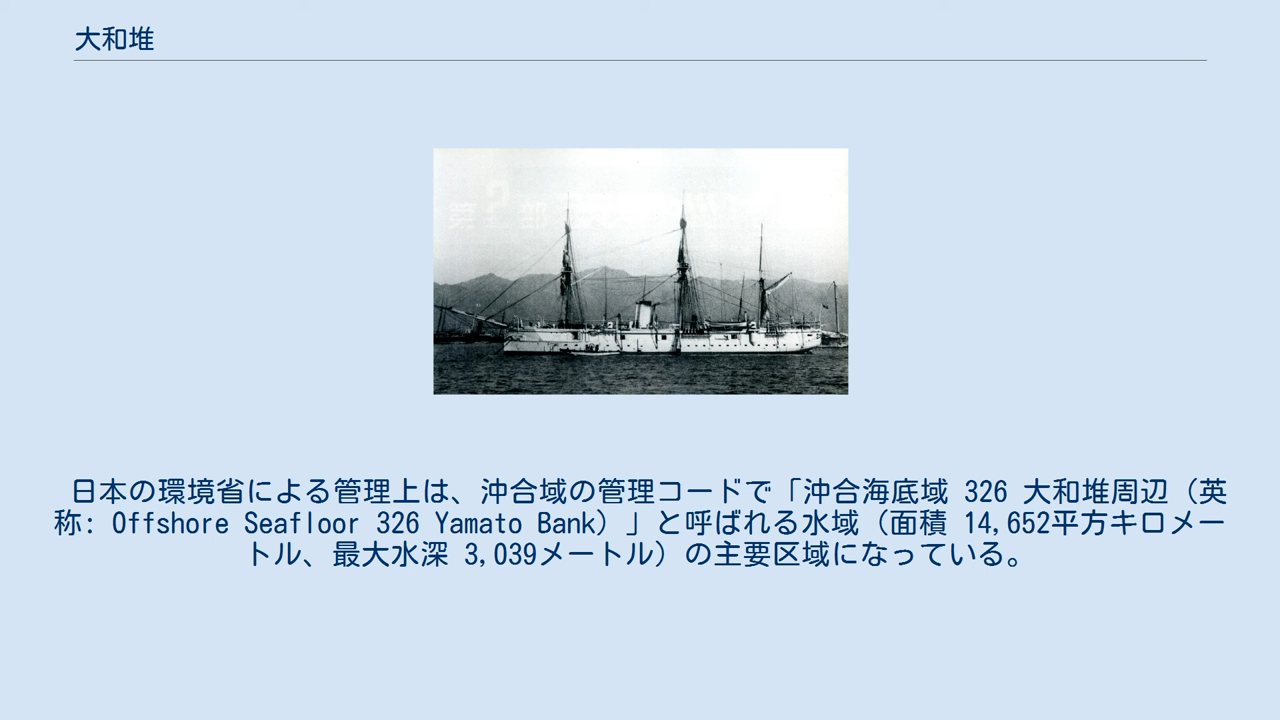 大和堆
日本の環境省による管理上は、沖合域の管理コードで「沖合海底域 326 大和堆周辺（英
称: Offshore Seafloor 326 Yamato Bank）」と呼ばれる水域（面積 14,652平方キロメー
トル、最大水深 3,039メートル）の主要区域になっている。